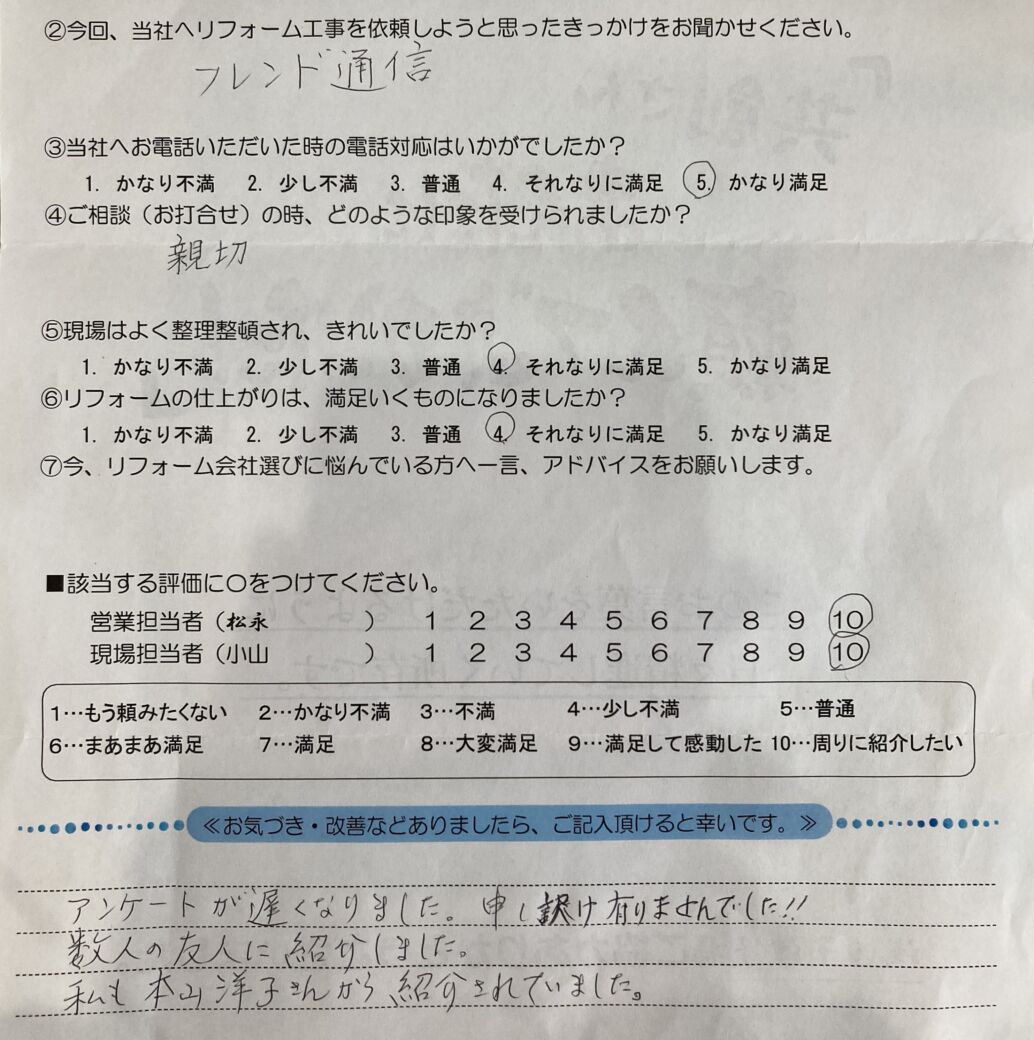 ②今回、当社へリフォーム工事を依頼しようと思ったきっかけをお聞かせください。
フレンド通信
③当社へお電話いただいた時の電話対応はいかがでしたか？
1. かなり不満 2. 少し不満 3. 普通 4. それなりに満足 5. かなり満足
④ご相談（お打合せ）の時、どのような印象を受けられましたか？
親切
⑤現場はよく整理整頓され、きれいでしたか？
1. かなり不満 2. 少し不満 3. 普通 4. それなりに満足 5. かなり満足
⑥リフォームの仕上がりは、満足いくものになりましたか？
1. かなり不満 2. 少し不満 3. 普通 4. それなりに満足 5. かなり満足
⑦今、リフォーム会社選びに悩んでいる方へ一言、アドバイスをお願いします。
■該当する評価に〇をつけてください。
営業担当者（松永 ） 1 2 3 4 5 6 7 8 9 10
現場担当者（小山 ） 1 2 3 4 5 6 7 8 9 10
1…もう頼みたくない 2…かなり不満 3…不満 4…少し不満 5…普通
6…まあまあ満足 7…満足 8…大変満足 9…満足して感動した 10…周りに紹介したい
≪お気づき・改善などありましたら、ご記入頂けると幸いです。≫
アンケートが遅くなりました。申し訳け有りませんでした!!
数人の友人に紹介しました。
私も本山洋子さんから紹介されていました。